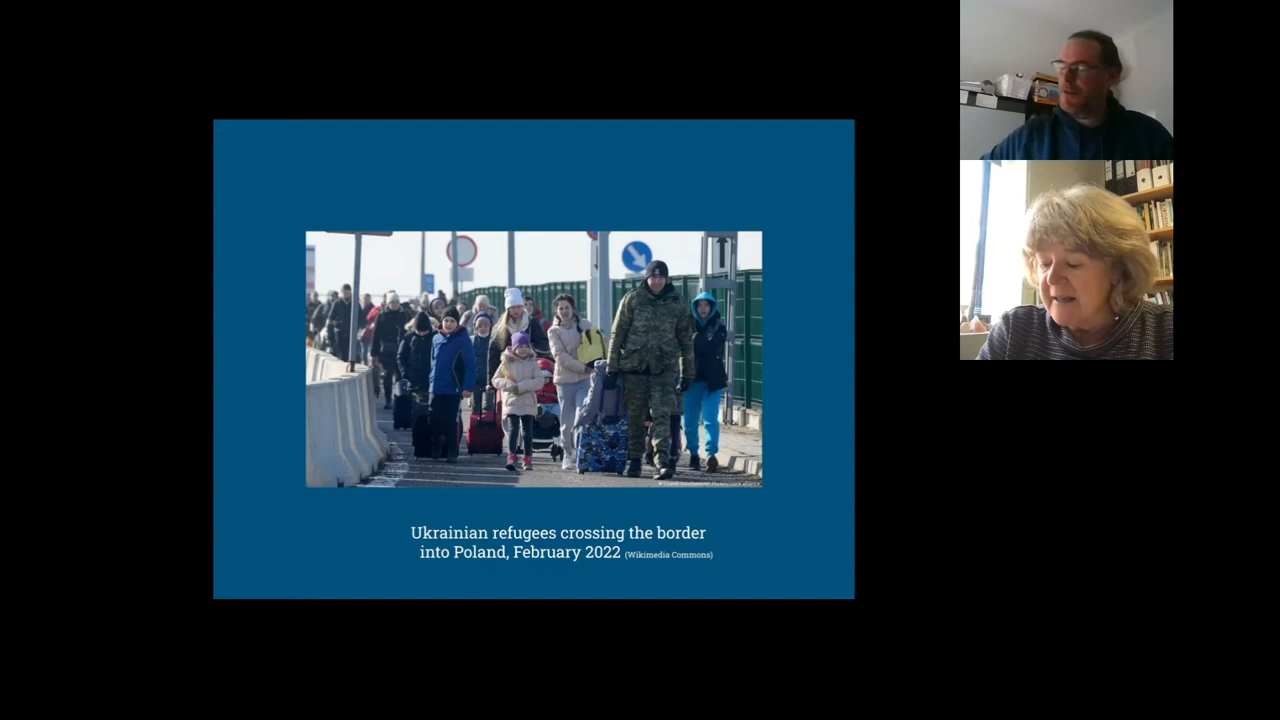 Ukrainian refugees crossing the border
into Poland, February 2022 (Wikimedia Commons)